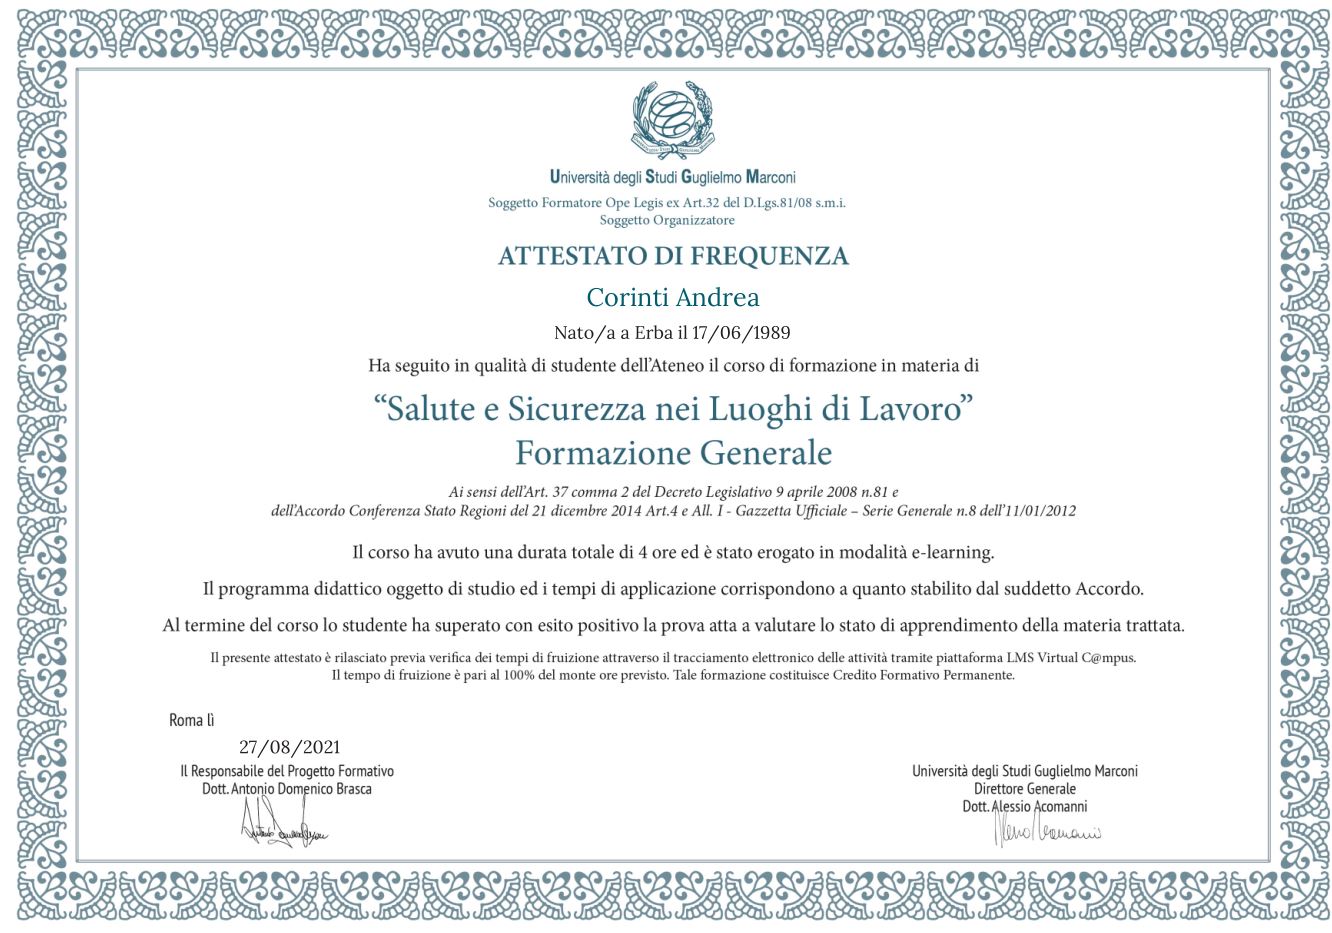 Università degli Studi Guglielmo Marconi
Soggetto Formatore Ope Legis ex Art.32 del D.Lgs.81/08 s.m.i.
Soggetto Organizzatore
ATTESTATO DI FREQUENZA
Corinti Andrea
Nato/a a Erba il 17/06/1989
Ha seguito in qualità di studente dell'Ateneo il corso di formazione in materia di
“Salute e Sicurezza nei Luoghi di Lavoro”
Formazione Generale
Ai sensi dell'Art. 37 comma 2 del Decreto Legislativo 9 aprile 2008 n.81 e
dell'Accordo Conferenza Stato Regioni del 21 dicembre 2014 Art.4 e All. I - Gazzetta Ufficiale – Serie Generale n.8 dell'11/01/2012
Il corso ha avuto una durata totale di 4 ore ed è stato erogato in modalità e-learning.
Il programma didattico oggetto di studio ed i tempi di applicazione corrispondono a quanto stabilito dal suddetto Accordo.
Al termine del corso lo studente ha superato con esito positivo la prova atta a valutare lo stato di apprendimento della materia trattata.
Il presente attestato è rilasciato previa verifica dei tempi di fruizione attraverso il tracciamento elettronico delle attività tramite piattaforma LMS Virtual C@mpus.
Il tempo di fruizione è pari al 100% del monte ore previsto. Tale formazione costituisce Credito Formativo Permanente.
Roma lì
27/08/2021
Il Responsabile del Progetto Formativo
Dott. Antonio Domenico Brasca
Università degli Studi Guglielmo Marconi
Direttore Generale
Dott. Alessio Acomanni